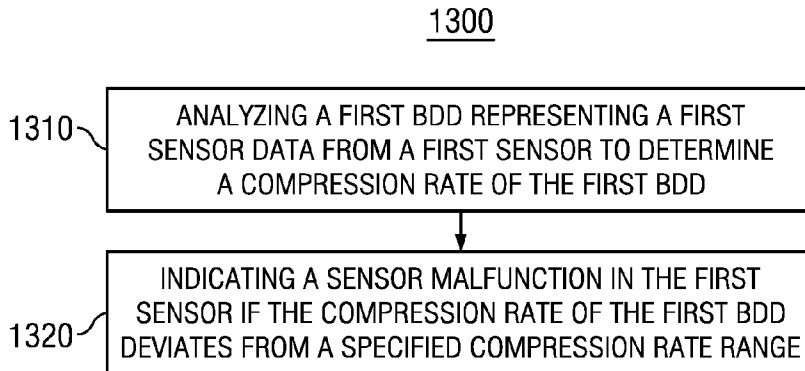 1300
1310
ANALYZING A FIRST BDD REPRESENTING A FIRST
SENSOR DATA FROM A FIRST SENSOR TO DETERMINE
A COMPRESSION RATE OF THE FIRST BDD
1320
INDICATING A SENSOR MALFUNCTION IN THE FIRST
SENSOR IF THE COMPRESSION RATE OF THE FIRST BDD
DEVIATES FROM A SPECIFIED COMPRESSION RATE RANGE